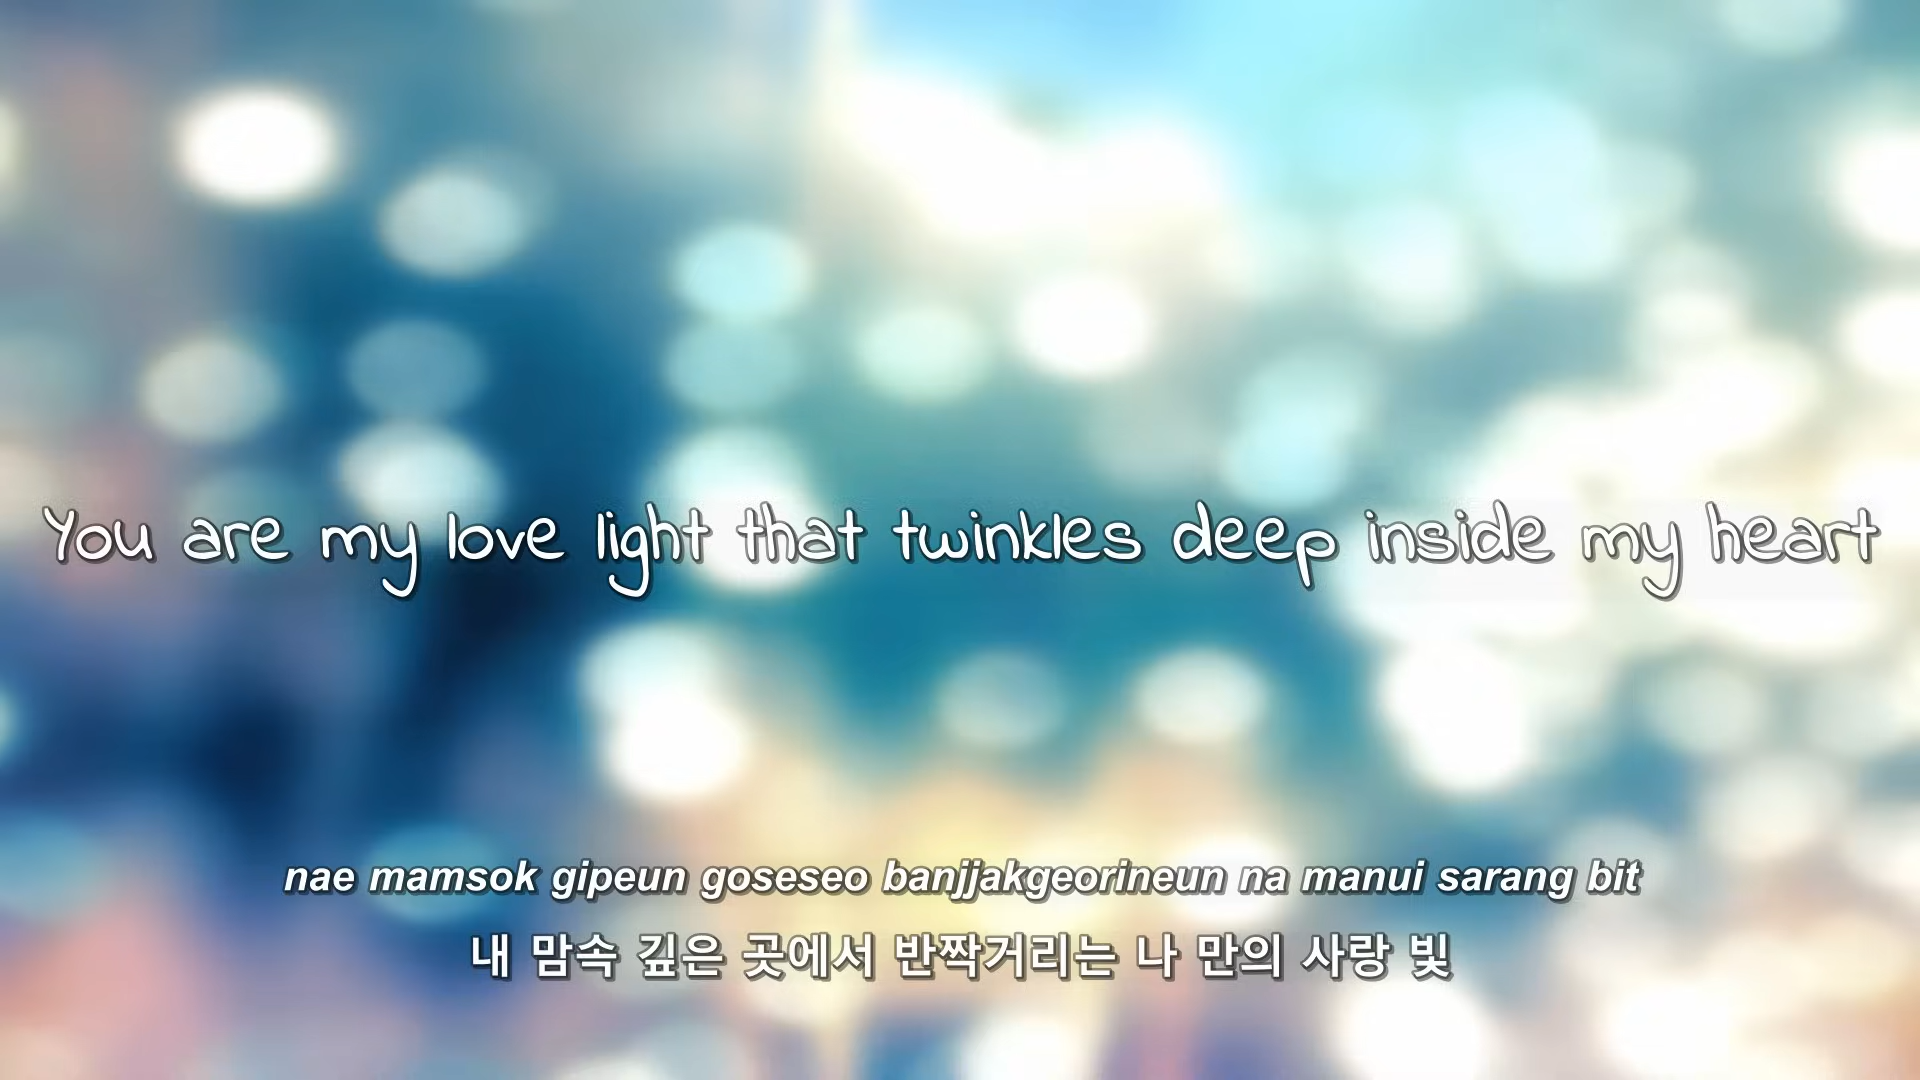 You are my love light that twinkles deep inside my heart
nae mamsok gipeun goseseo banjjakgeorineun na manui sarang bit
내 맘속 깊은 곳에서 반짝거리는 나 만의 사랑 빛